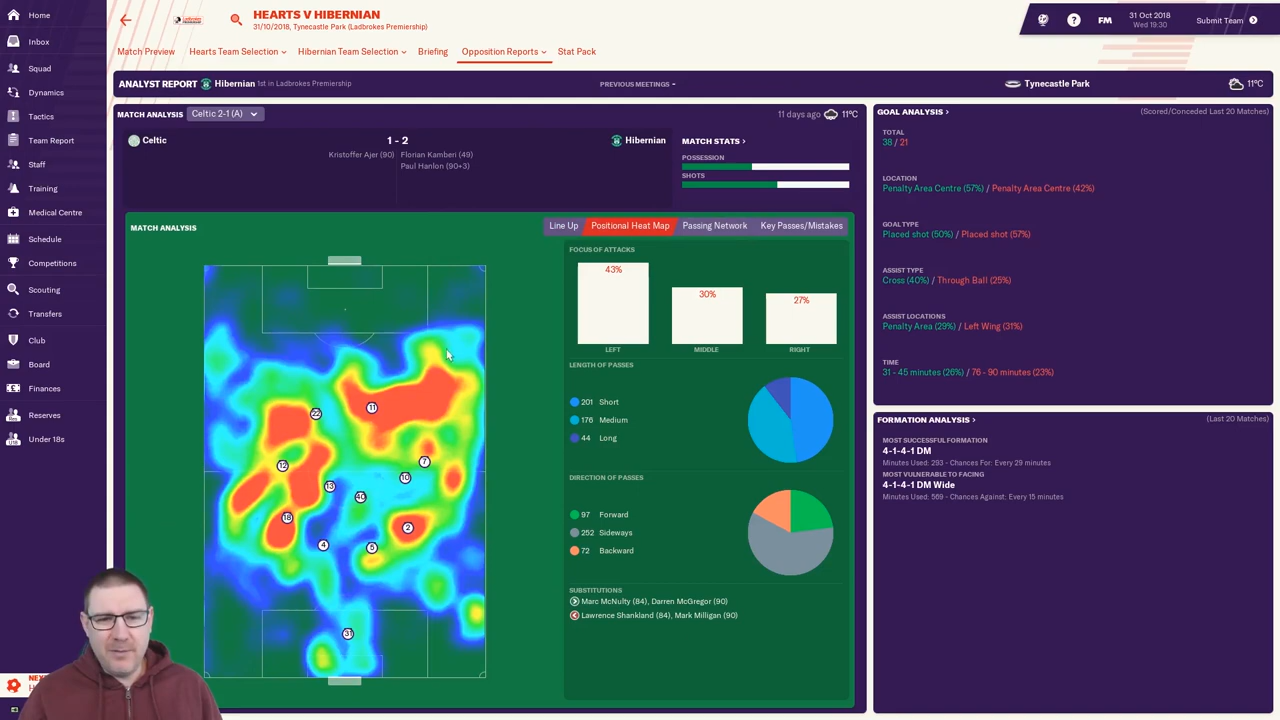 Home
Inbox
Squad
Dynamics
Tactics
Team Report
Staff
Training
Medical Centre
Schedule
Competitions
Scouting
Transfers
Club
Board
Finances
Reserves
Under 18s
HEARTS V HIBERNIAN
31/10/2018, Tynecastle Park (Ladbrokes Premiership)
FM
31 Oct 2018
Wed 19:30
Submit Team
Match Preview
Hearts Team Selection
Hibernian Team Selection
Briefing
Opposition Reports
Stat Pack
ANALYST REPORT Hibernian 1st in Ladbrokes Premiership
PREVIOUS MEETINGS
Tynecastle Park
11°C
MATCH ANALYSIS Celtic 2-1 (A)
11 days ago 11°C
Celtic 1 - 2 Hibernian
Kristoffer Ajer (90) Florian Kamberi (49)
Paul Hanlon (90+3)
MATCH STATS >
POSSESSION
SHOTS
MATCH ANALYSIS
Line Up Positional Heat Map Passing Network Key Passes/Mistakes
22
11
12
7
10
13
40
18
2
4
5
31
FOCUS OF ATTACKS
43%
30%
27%
LEFT
MIDDLE
RIGHT
LENGTH OF PASSES
201 Short
176 Medium
44 Long
DIRECTION OF PASSES
97 Forward
252 Sideways
72 Backward
SUBSTITUTIONS
Marc McNulty (84), Darren McGregor (90)
Lawrence Shankland (84), Mark Milligan (90)
GOAL ANALYSIS >
(Scored/Conceded Last 20 Matches)
TOTAL
38 / 21
LOCATION
Penalty Area Centre (57%) / Penalty Area Centre (42%)
GOAL TYPE
Placed shot (50%) / Placed shot (57%)
ASSIST TYPE
Cross (40%) / Through Ball (25%)
ASSIST LOCATIONS
Penalty Area (29%) / Left Wing (31%)
TIME
31 - 45 minutes (26%) / 76 - 90 minutes (23%)
FORMATION ANALYSIS >
(Last 20 Matches)
MOST SUCCESSFUL FORMATION
4-1-4-1 DM
Minutes Used: 293 - Chances For: Every 29 minutes
MOST VULNERABLE TO FACING
4-1-4-1 DM Wide
Minutes Used: 569 - Chances Against: Every 15 minutes